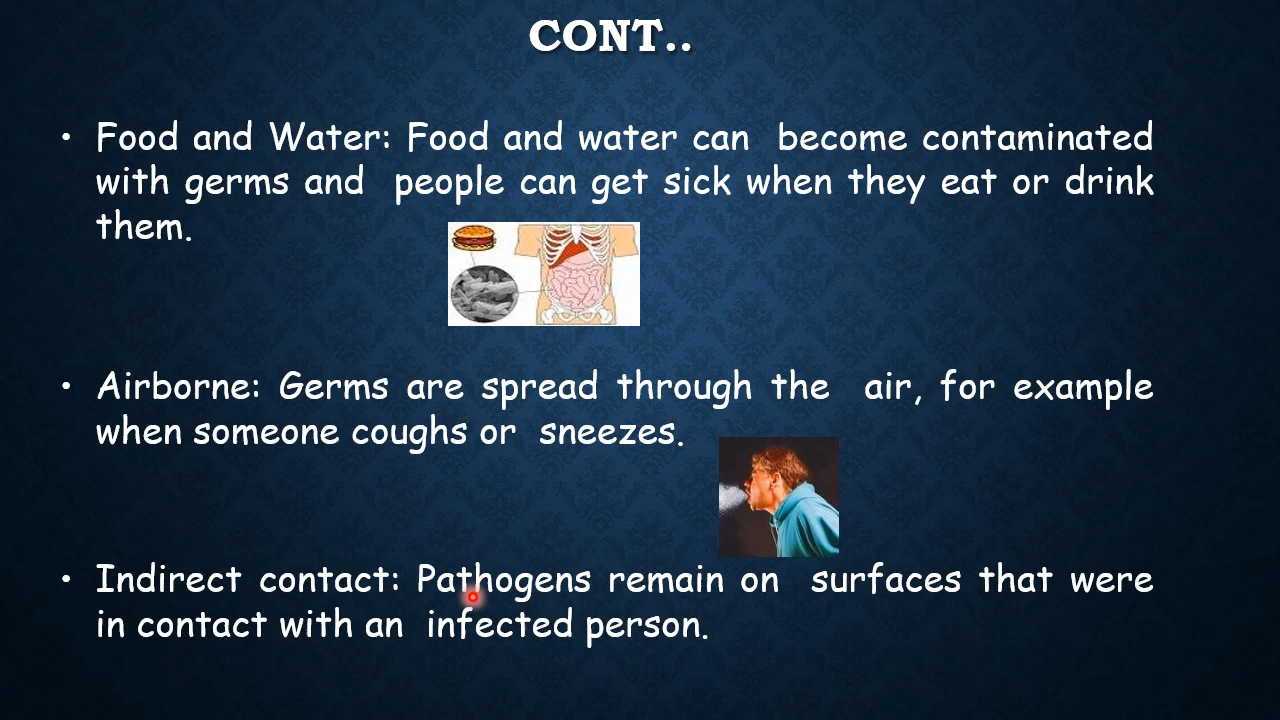 CONT..
• Food and Water: Food and water can become contaminated
with germs and people can get sick when they eat or drink
them.
• Airborne: Germs are spread through the air, for example
when someone coughs or sneezes.
• Indirect contact: Pathogens remain on surfaces that were
in contact with an infected person.